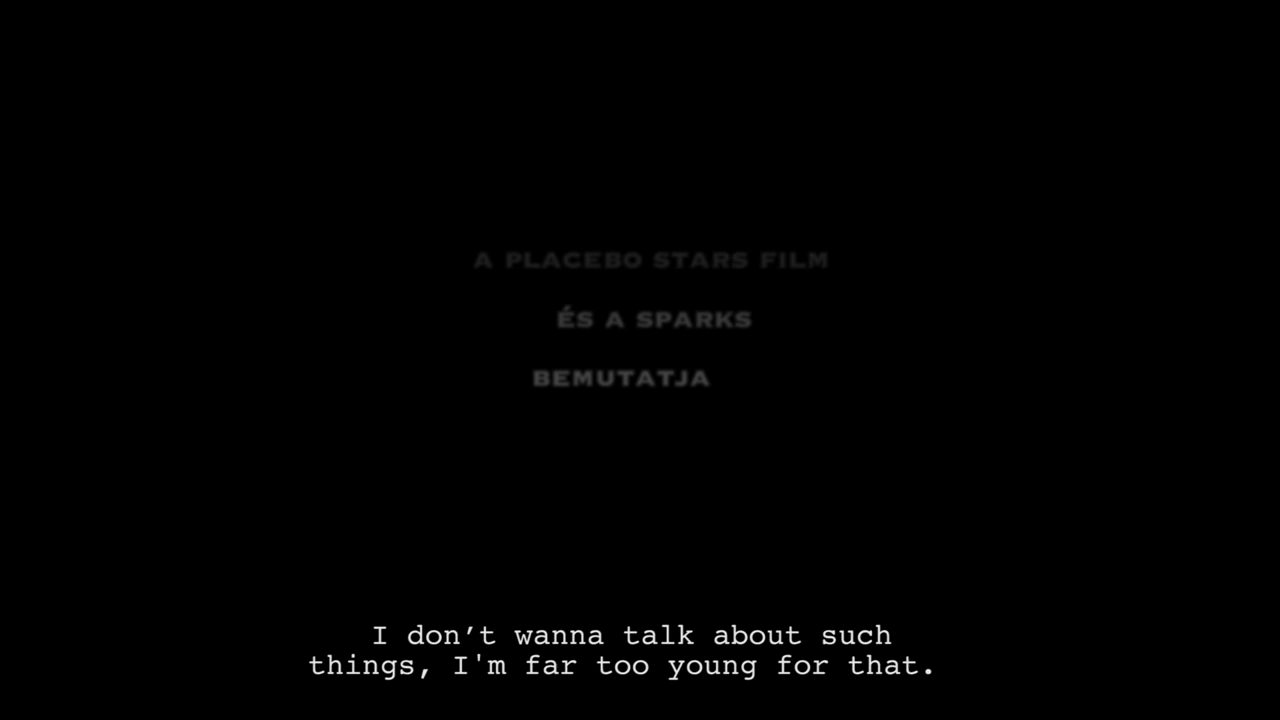 A PLACEBO STARS FILM
ÉS A SPARKS
BEMUTATJA
I don’t wanna talk about such
things, I'm far too young for that.